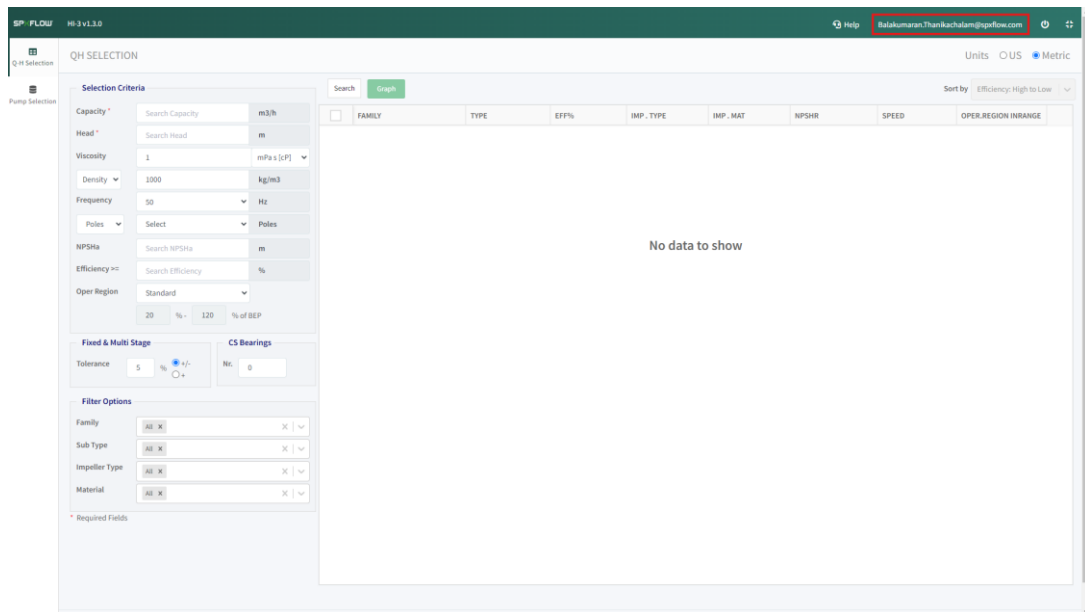 SPXFLOW HI-3 v1.3.0 Help Balakumaran.Thanikachalam@spxflow.com
Q-H Selection
Pump Selection
QH SELECTION Units US Metric
Selection Criteria
Search Graph Sort by Efficiency: High to Low
Capacity * Search Capacity m3/h
Head * Search Head m
Viscosity 1 mPa s [cP]
Density 1000 kg/m3
Frequency 50 Hz
Poles Select Poles
NPSHa Search NPSHa m
Efficiency >= Search Efficiency %
Oper Region Standard
20 % - 120 % of BEP
FAMILY TYPE EFF% IMP . TYPE IMP . MAT NPSHR SPEED OPER.REGION INRANGE
No data to show
Fixed & Multi Stage
Tolerance 5 % +/-
+
CS Bearings
Nr. 0
Filter Options
Family All x
Sub Type All x
Impeller Type All x
Material All x
* Required Fields